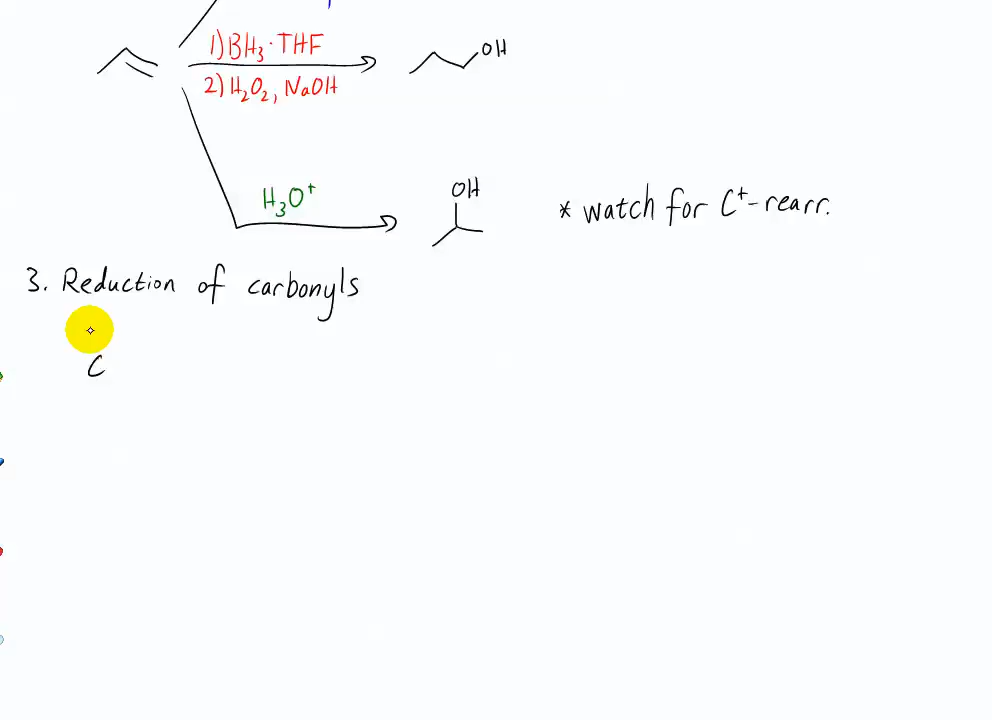 1) BH₃·THF
2) H₂O₂, NaOH
OH
H₃O⁺
OH
* watch for C⁺-rearr.
3. Reduction of carbonyls
C